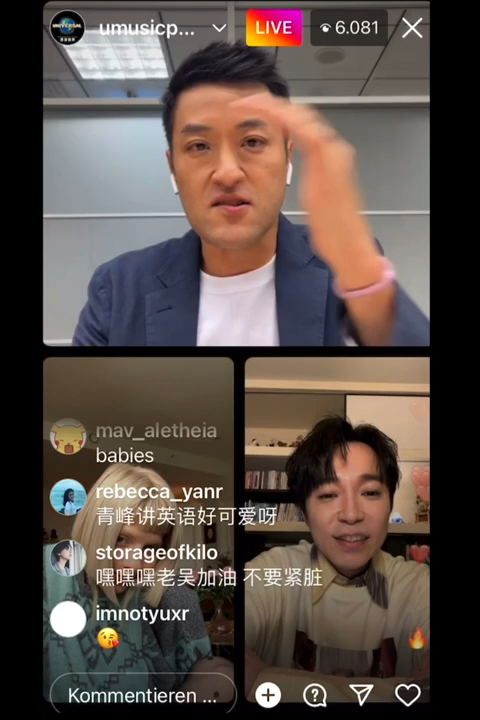 umusicp...
LIVE
6.081
mav_aletheia
babies
rebecca_yanr
青峰讲英语好可爱呀
storageofkilo
嘿嘿嘿老吴加油 不要紧脏
imnotyuxr
😘
Kommentieren ...